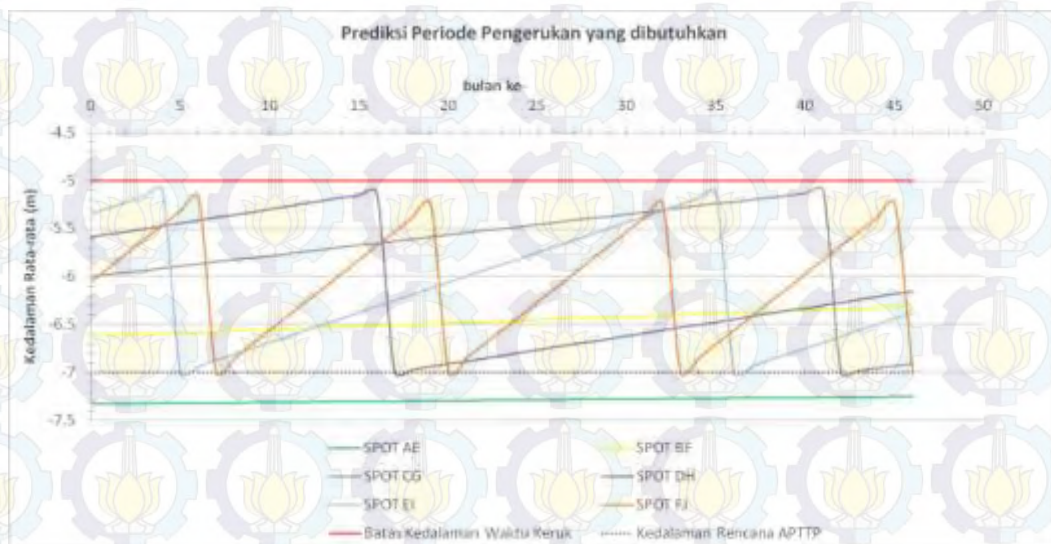 Prediksi Periode Pengerukan yang dibutuhkan
bulan ke-
0 5 10 15 20 25 30 35 40 45 50
-4.5
-5
-5.5
-6
-6.5
-7
-7.5
Kedalaman Rata-rata (m)
SPOT AE SPOT BF
SPOT CG SPOT DH
SPOT EI SPOT FJ
Batas Kedalaman Waktu Keruk Kedalaman Rencana APTTP